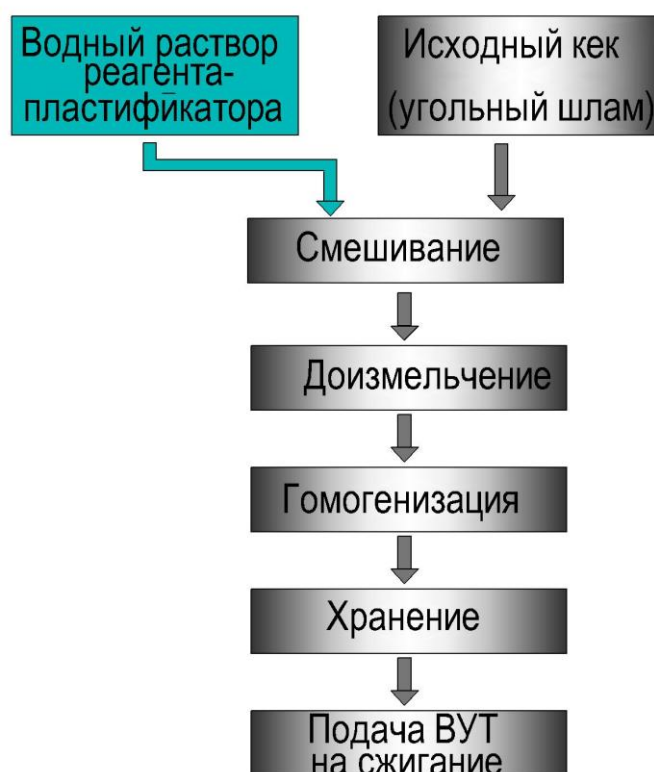 Водный раствор
реагента-
пластификатора
Исходный кек
(угольный шлам)
Смешивание
Доизмельчение
Гомогенизация
Хранение
Подача ВУТ
на сжигание